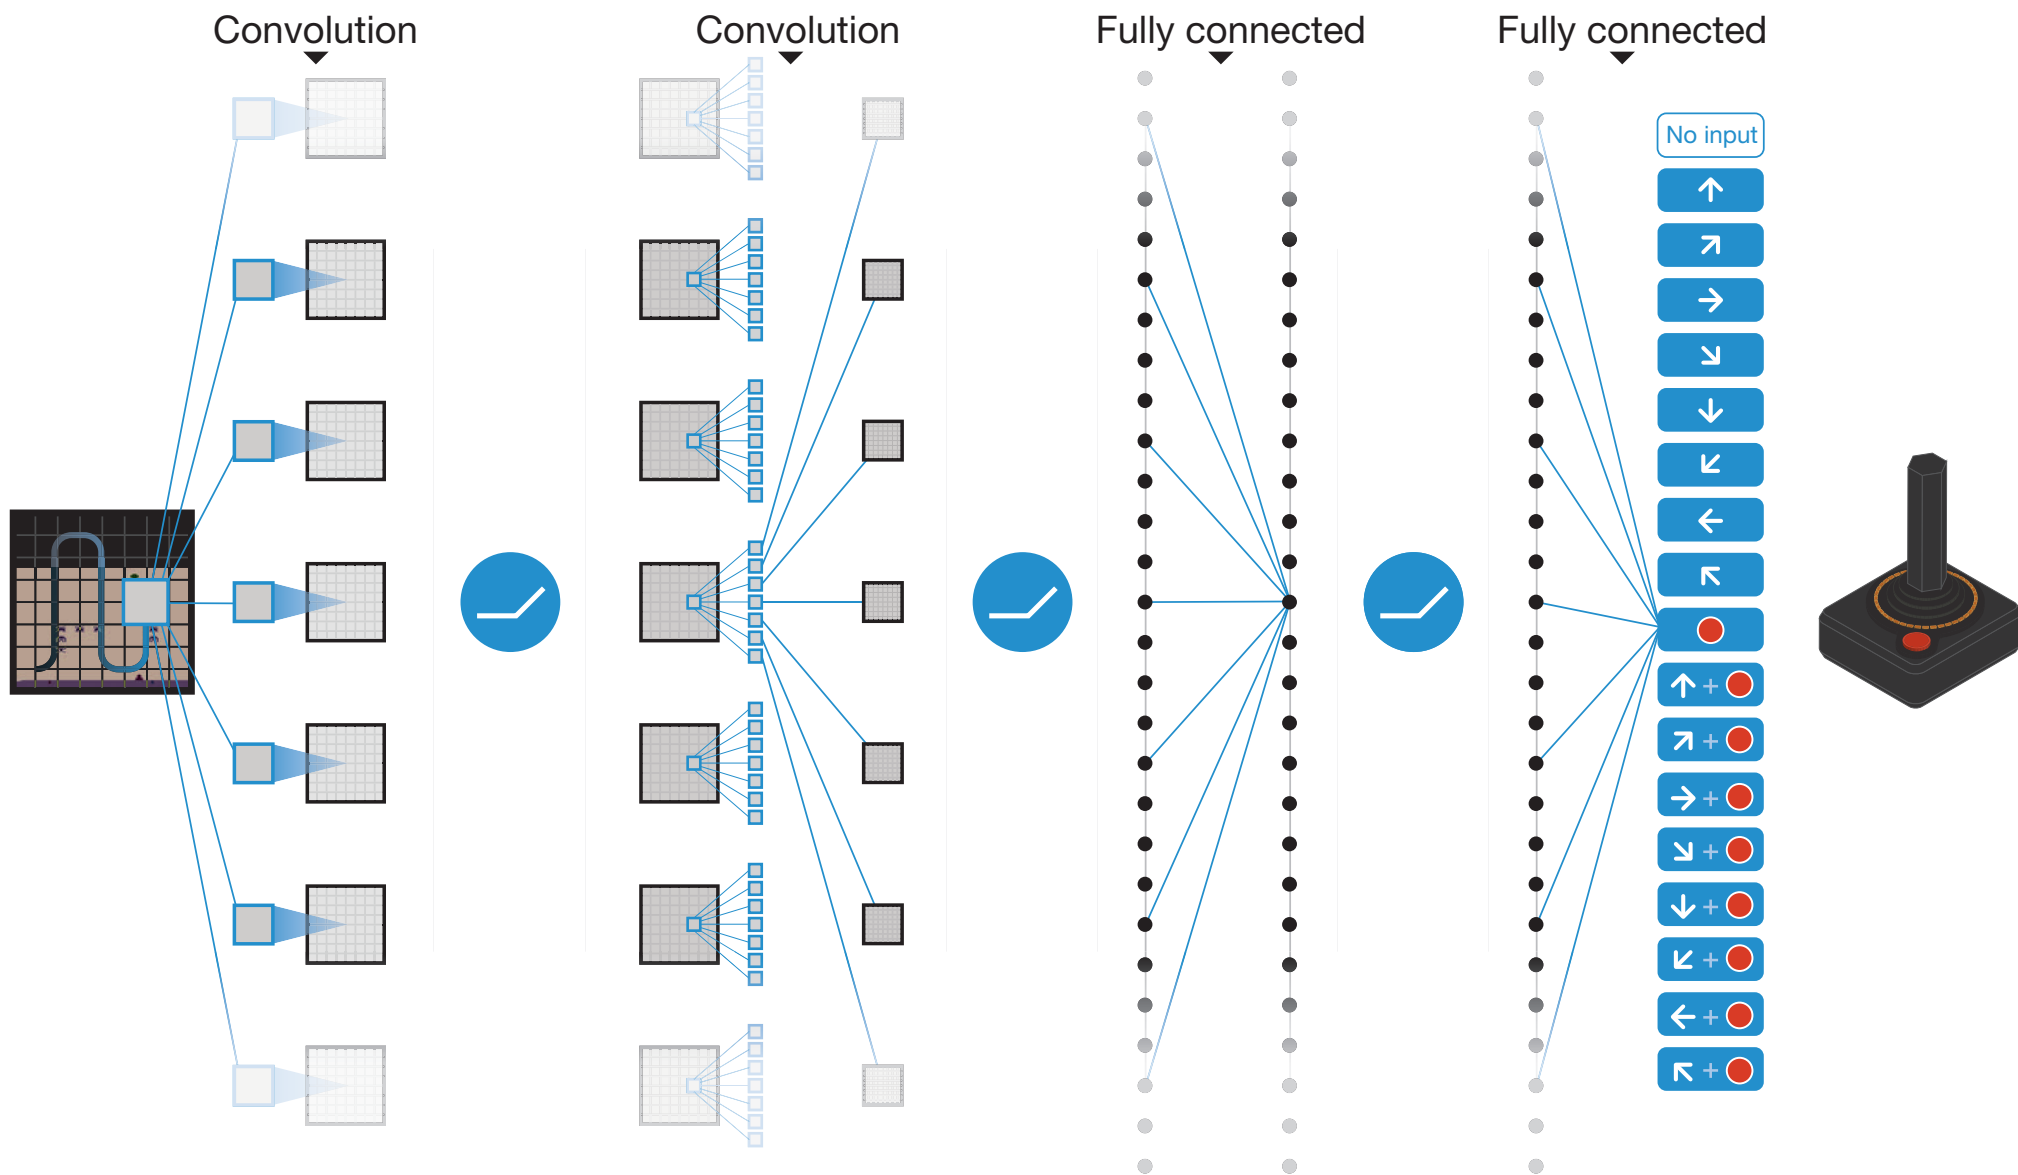 Convolution
Convolution
Fully connected
Fully connected
No input
+
+
+
+
+
+
+
+